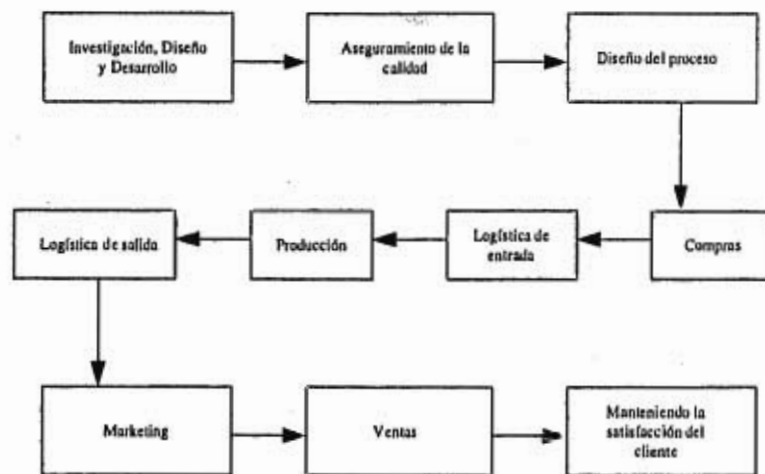 Investigación, Diseño
y Desarrollo
Aseguramiento de la
calidad
Diseño del proceso
Logística de salida
Producción
Logística de
entrada
Compras
Marketing
Ventas
Manteniendo la
satisfacción del
cliente